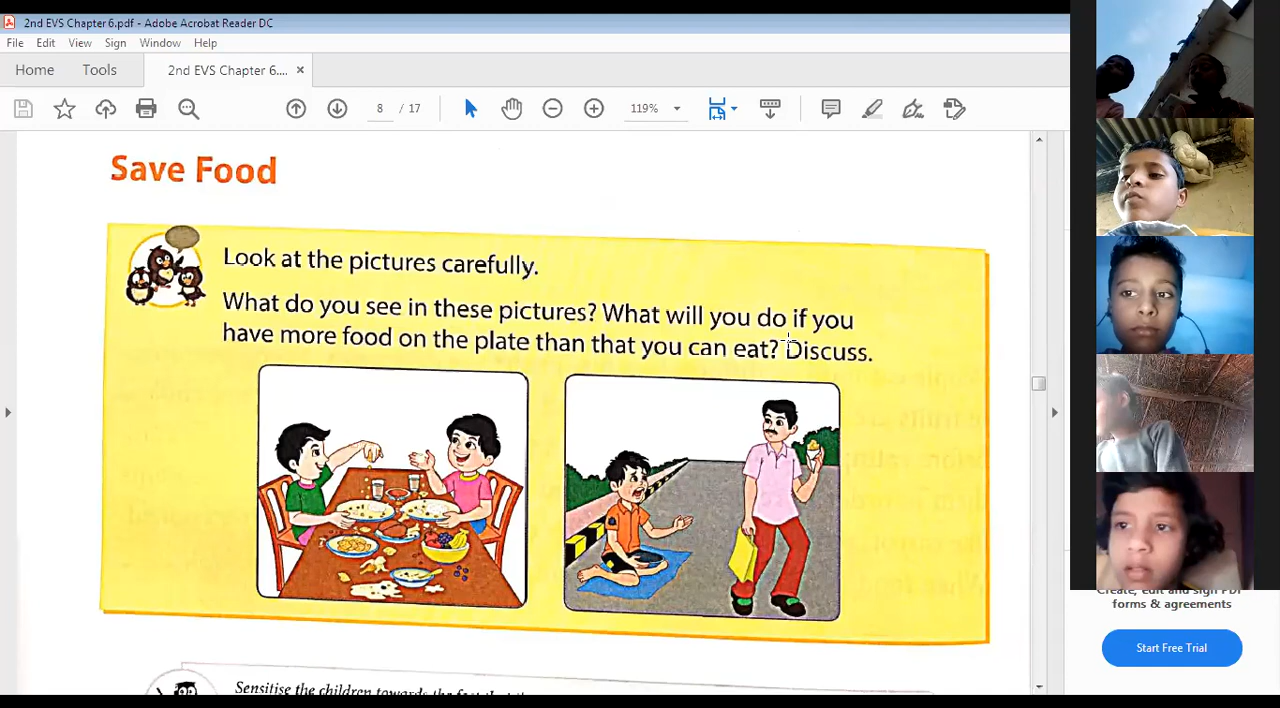 2nd EVS Chapter 6.pdf - Adobe Acrobat Reader DC
File Edit View Sign Window Help
Home Tools 2nd EVS Chapter 6.... ×
8 / 17 119%
Save Food
Look at the pictures carefully.
What do you see in these pictures? What will you do if you
have more food on the plate than that you can eat? Discuss.
Sensitise the children towards the fact that
Create, edit and sign PDF
forms & agreements
Start Free Trial